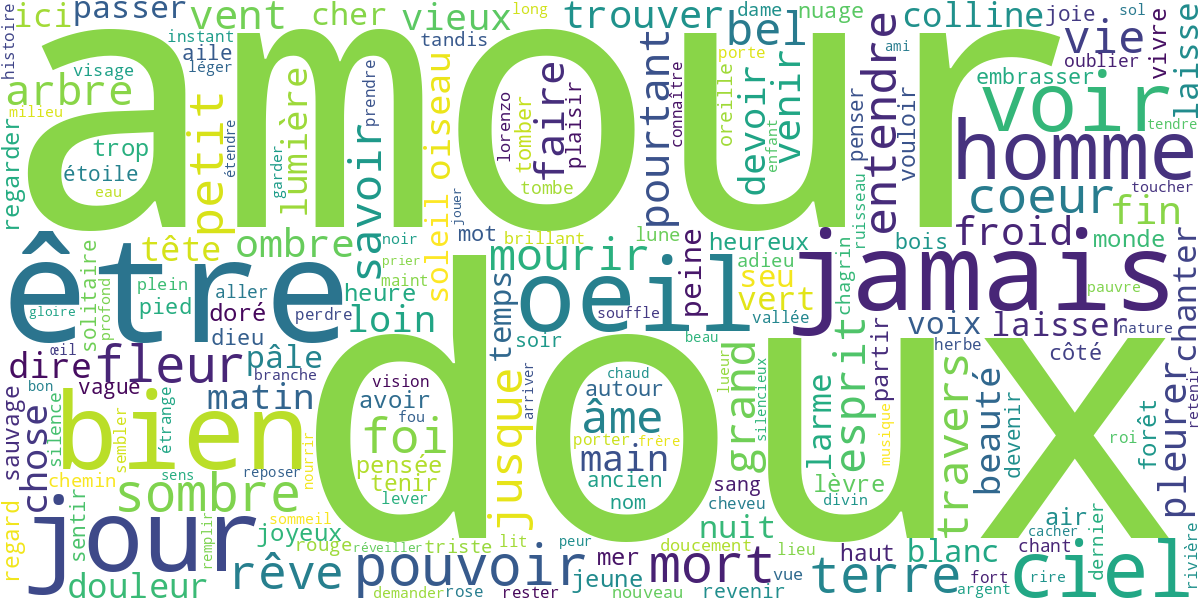 amour
doux
être
jamais
oeil
jour
bien
ciel
homme
voir
pouvoir
mort
fleur
terre
sombre
mourir
rêve
coeur
esprit
grand
petit
savoir
entendre
jusque
travers
vie
bel
foi
âme
main
ombre
froid
loin
dire
pâle
matin
chose
douleur
arbre
vent
vieux
trouver
colline
laisse
ici
passer
cher
tandis
long
dame
nuage
joie
sol
vivre
histoire
instant
aile
léger
visage
milieu
regarder
trop
étoile
eau
étendre
garder
lumière
prendre
soleil
oiseau
jouer
lorenzo
tomber
tombe
faire
plaisir
pourtant
connaître
porte
oreille
devoir
enfant
venir
ami
penser
vouloir
oublier
embrasser
tendre
toucher
fin
monde
ruisseau
bois
chagrin
adieu
heureux
lune
seu
vert
vallée
peine
souffle
beau
brillant
mot
noir
prier
maint
heure
tête
plein
pied
aller
doré
dieu
perdre
solitaire
profond
gloire
œil
bon
vague
branche
temps
soir
arriver
vision
avoir
fou
chaud
autour
porter
frère
ancien
nom
pensée
tenir
lever
lueur
silencieux
larme
lèvre
divin
musique
partir
voix
laisser
herbe
côté
nature
pauvre
chanter
pleurer
retenir
forêt
roi
beauté
devenir
sauvage
silence
sembler
étrange
chemin
sens
reposer
nourrir
regard
sentir
remplir
joyeux
sommeil
rouge
réveiller
triste
lit
peur
demander
rose
rester
mer
jeune
nouveau
doucement
lieu
nuit
sang
cheveu
vue
revenir
haut
blanc
air
chant
cacher
dernier
fort
rire
argent
rivière